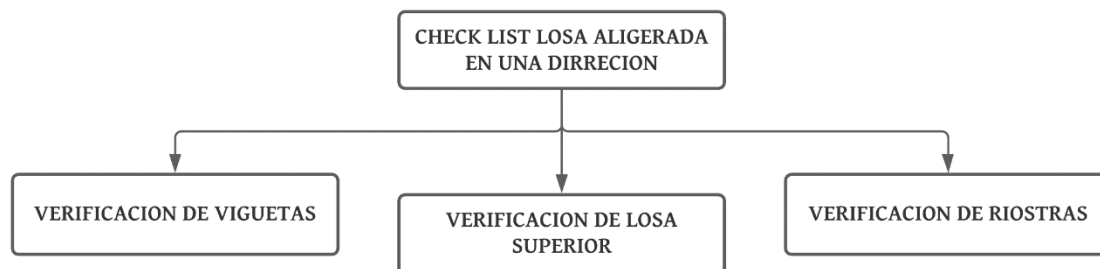 CHECK LIST LOSA ALIGERADA
EN UNA DIRRECION
VERIFICACION DE VIGUETAS
VERIFICACION DE LOSA
SUPERIOR
VERIFICACION DE RIOSTRAS